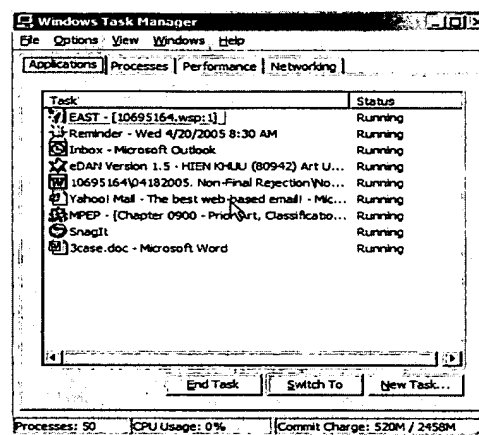 Windows Task Manager
File Options View Windows Help
Applications Processes Performance Networking
Task Status
EAST - [10695164.wsp:1] Running
Reminder - Wed 4/20/2005 8:30 AM Running
Inbox - Microsoft Outlook Running
eDAN Version 1.5 - HIEN KHUU (80942) Art U... Running
10695164\04182005. Non-Final Rejection\No... Running
Yahoo! Mail - The best web-based email! - Mic... Running
MPEP - [Chapter 0900 - Prior Art, Classificatio... Running
SnagIt Running
3case.doc - Microsoft Word Running
End Task Switch To New Task...
Processes: 50 CPU Usage: 0% Commit Charge: 520M / 2458M